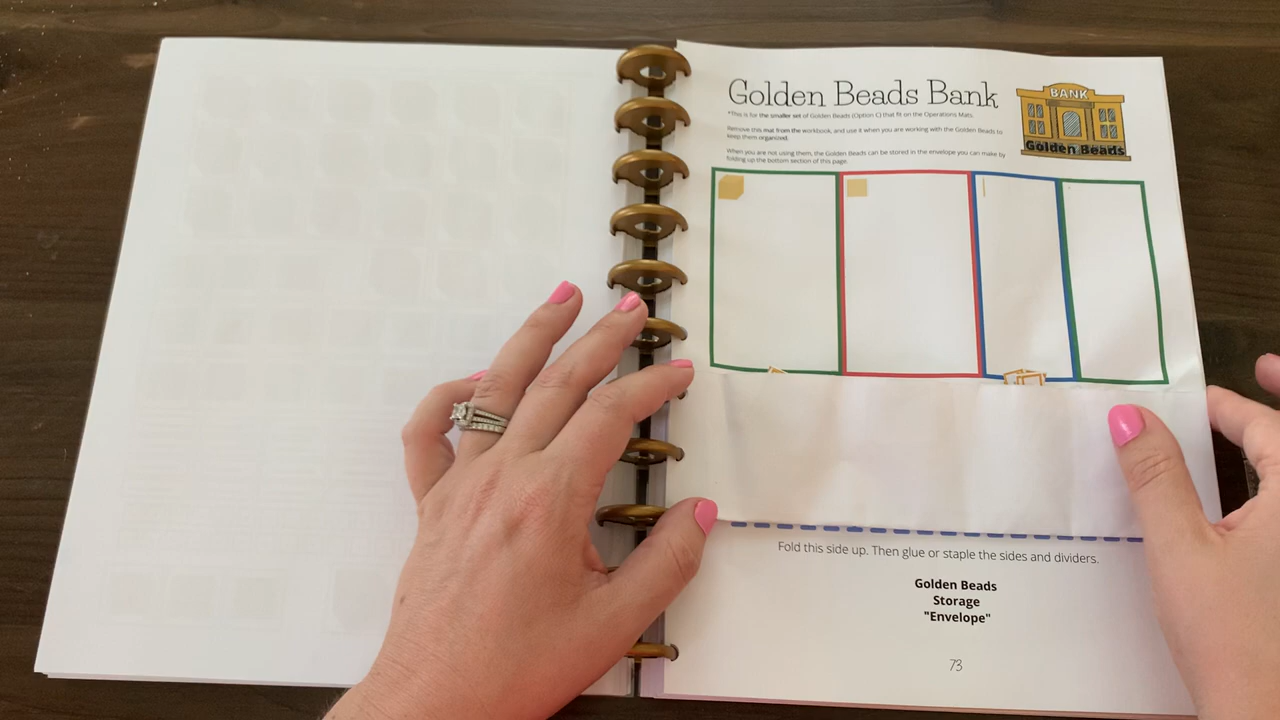 Golden Beads Bank
*This is for the smaller set of Golden Beads (Option C) that fit on the Operations Mats.
Remove this mat from the workbook, and use it when you are working with the Golden Beads to
keep them organized.
When you are not using them, the Golden Beads can be stored in the envelope you can make by
folding up the bottom section of this page.
BANK
Golden Beads
Fold this side up. Then glue or staple the sides and dividers.
Golden Beads
Storage
"Envelope"
73